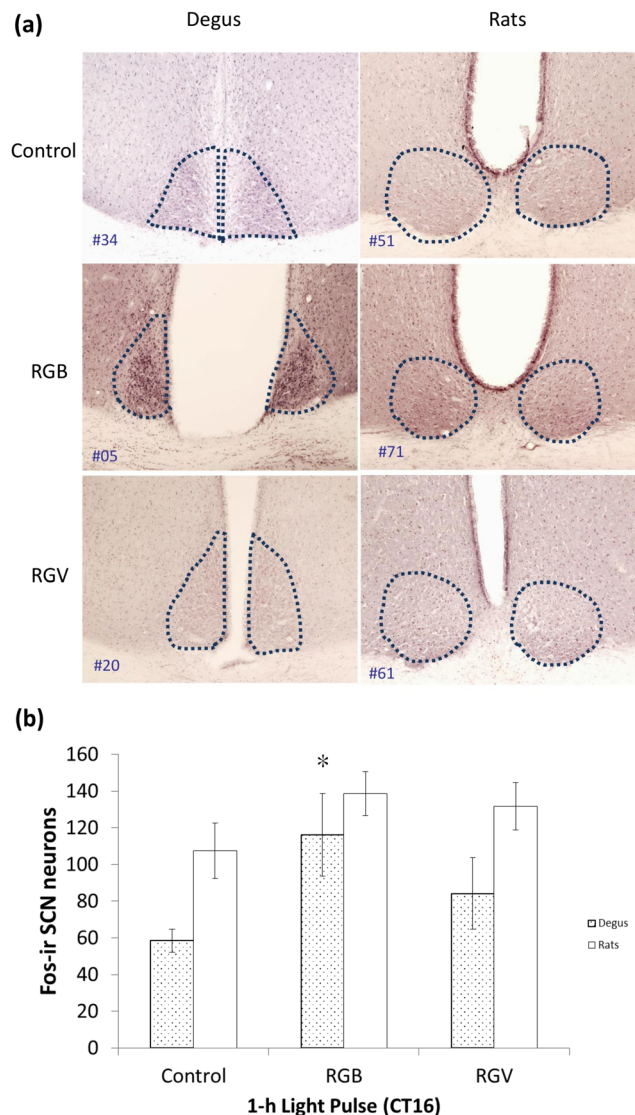 (a)
Degus Rats
Control
#34 #51
RGB
#05 #71
RGV
#20 #61
(b)
160
140
120
100
80
60
40
20
0
*
Fos-ir SCN neurons
Degus
Rats
Control RGB RGV
1-h Light Pulse (CT16)